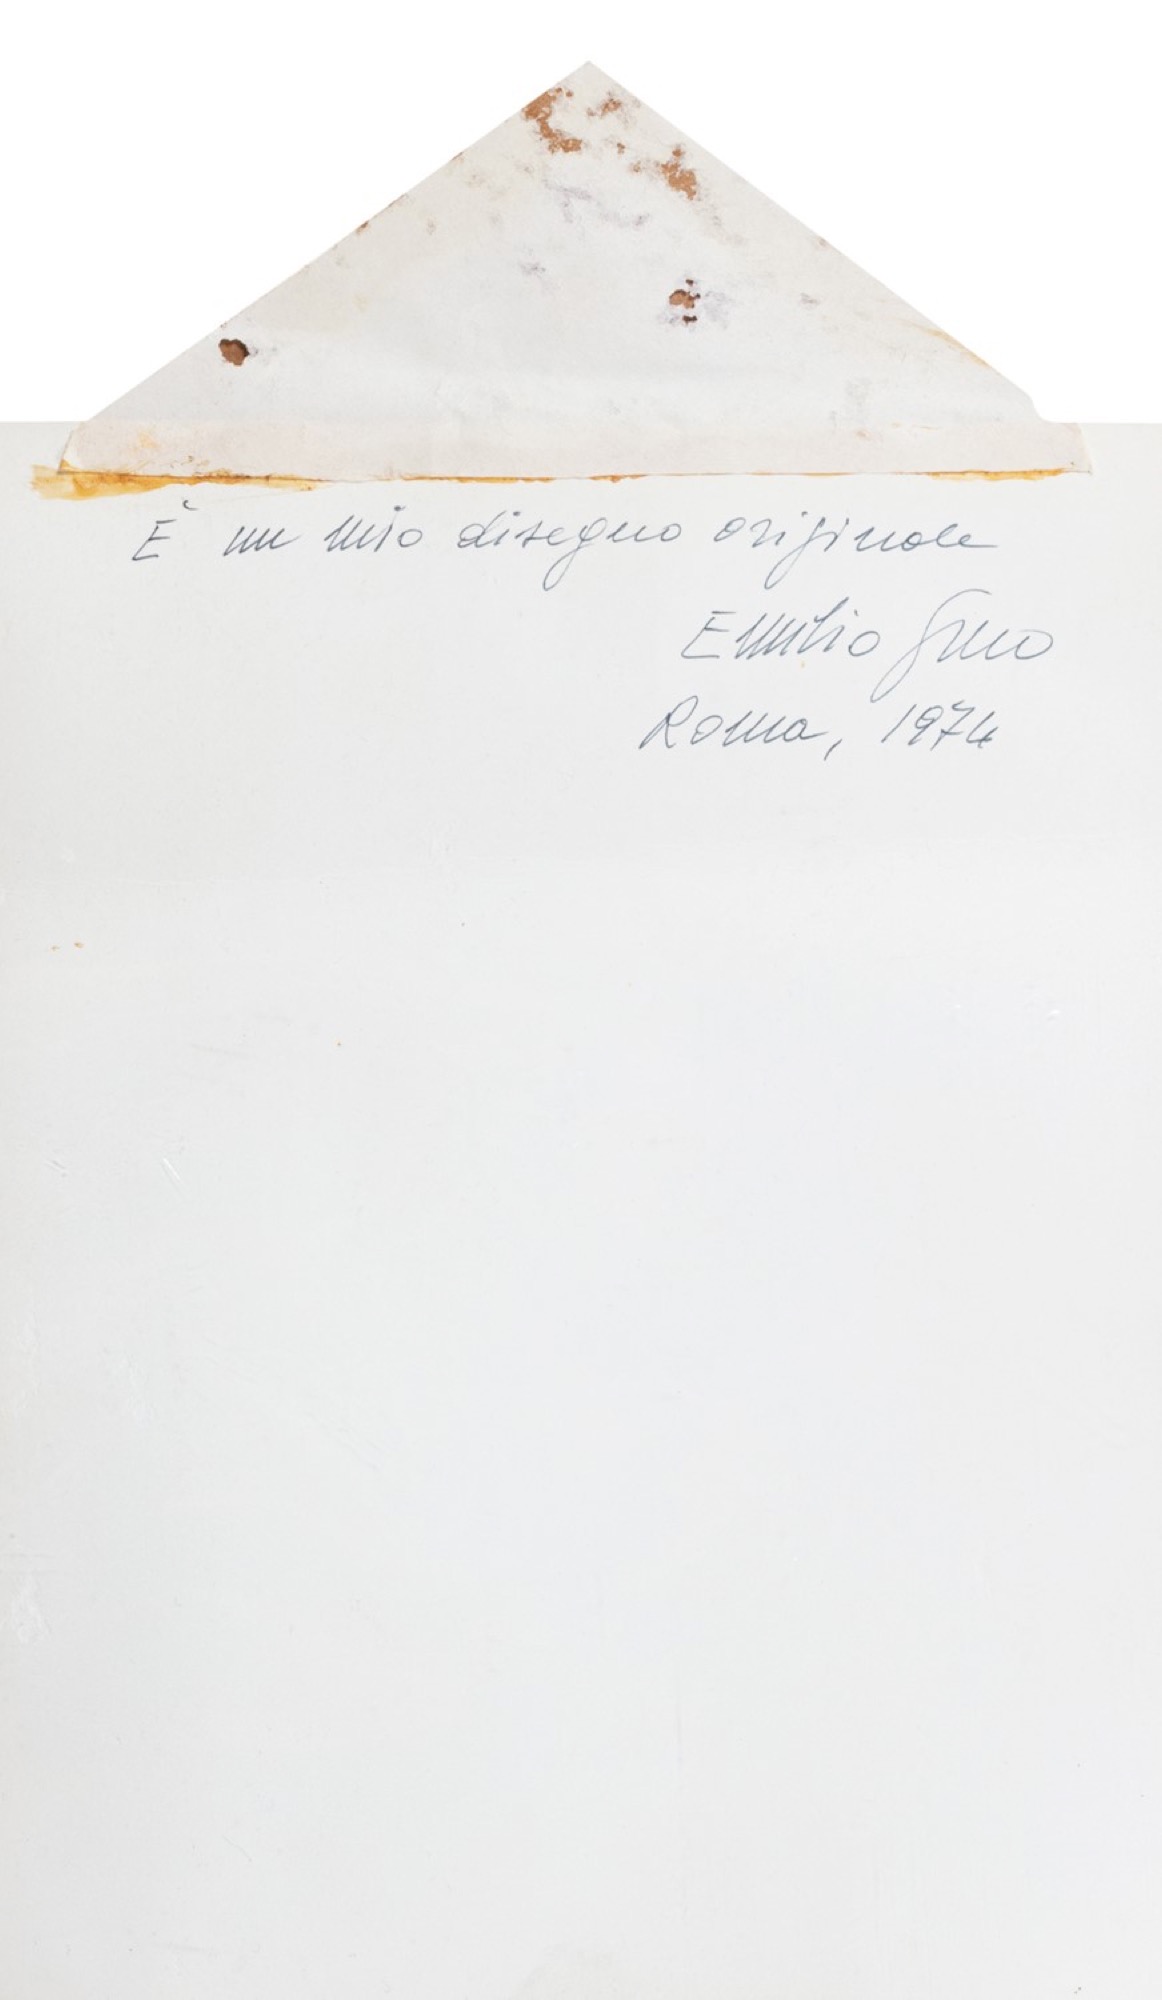 È un mio disegno originale
Emilio Greco
Roma, 1974